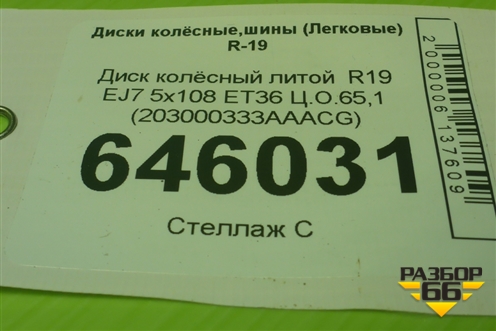 Диски колёсные,шины (Легковые)
R-19
Диск колёсный литой R19
EJ7 5x108 ET36 Ц.О.65,1
(203000333AAACG)
646031
Стеллаж С
2000006137609
РАЗБОР
66